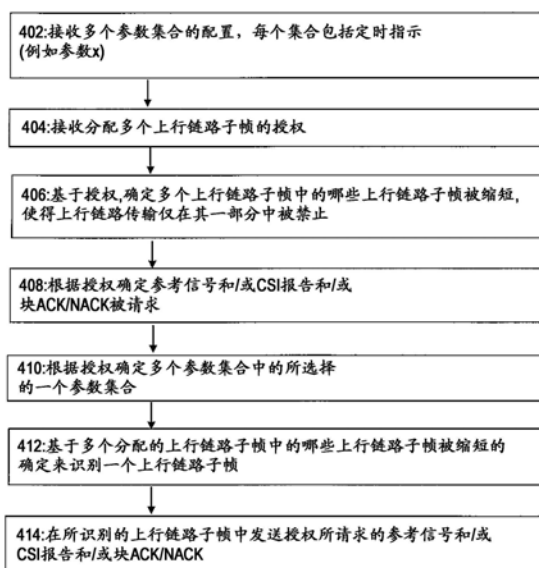 402:接收多个参数集合的配置，每个集合包括定时指示
(例如参数x)
404:接收分配多个上行链路子帧的授权
406:基于授权,确定多个上行链路子帧中的哪些上行链路子帧被缩短,
使得上行链路传输仅在其一部分中被禁止
408:根据授权确定参考信号和/或CSI报告和/或
块ACK/NACK被请求
410:根据授权确定多个参数集合中的所选择
的一个参数集合
412:基于多个分配的上行链路子帧中的哪些上行链路子帧被缩短的
确定来识别一个上行链路子帧
414:在所识别的上行链路子帧中发送授权所请求的参考信号和/或
CSI报告和/或块ACK/NACK